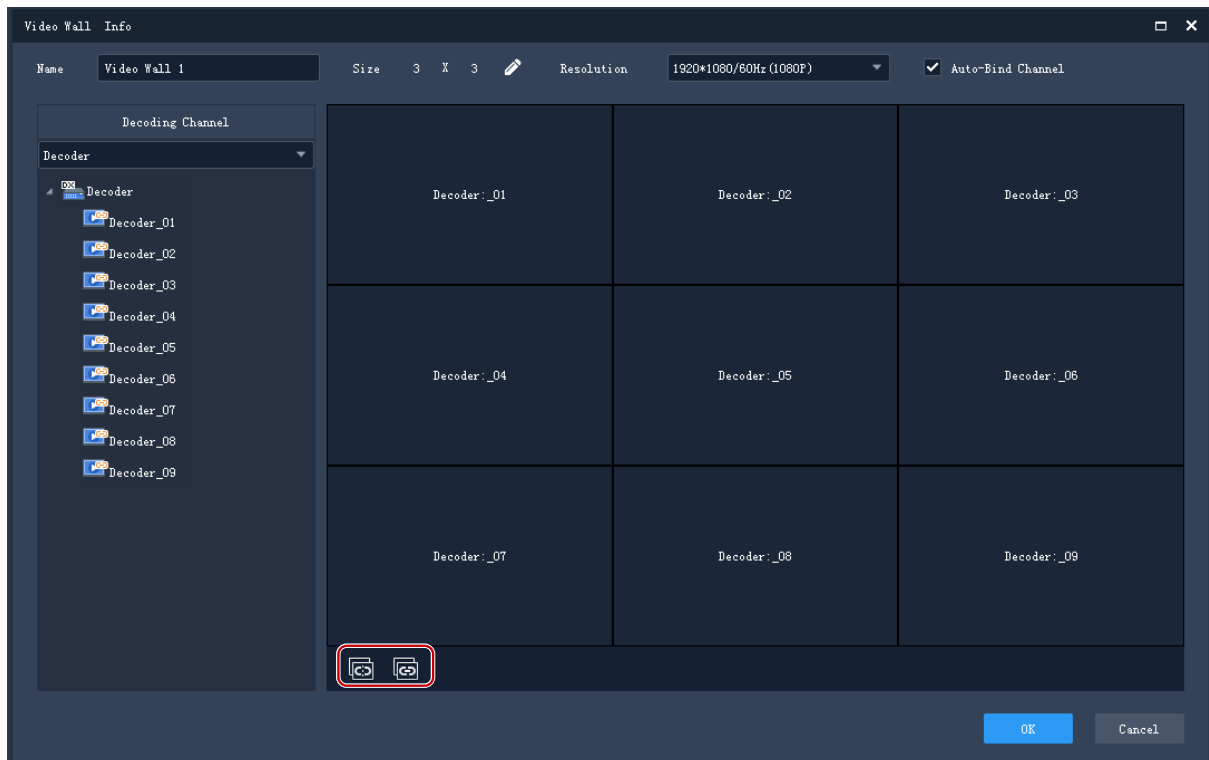 Video Wall Info
Name Video Wall 1 Size 3 X 3 Resolution 1920*1080/60Hz(1080P) Auto-Bind Channel
Decoding Channel
Decoder
DX Decoder
Decoder_01
Decoder_02
Decoder_03
Decoder_04
Decoder_05
Decoder_06
Decoder_07
Decoder_08
Decoder_09
Decoder:_01 Decoder:_02 Decoder:_03
Decoder:_04 Decoder:_05 Decoder:_06
Decoder:_07 Decoder:_08 Decoder:_09
OK Cancel